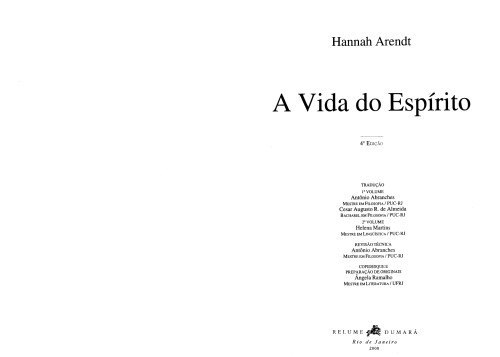 Hannah Arendt
A Vida do Espírito
4ª Edição
TRADUÇÃO
1º VOLUME
Antônio Abranches
MESTRE EM FILOSOFIA / PUC-RJ
Cesar Augusto R. de Almeida
BACHAREL EM FILOSOFIA / PUC-RJ
2º VOLUME
Helena Martins
MESTRE EM LINGÜÍSTICA / PUC-RJ
REVISÃO TÉCNICA
Antônio Abranches
MESTRE EM FILOSOFIA / PUC-RJ
COPIDESQUE E
PREPARAÇÃO DE ORIGINAIS
Ângela Ramalho
MESTRE EM LITERATURA / UFRJ
RELUME DUMARÁ
Rio de Janeiro
2000